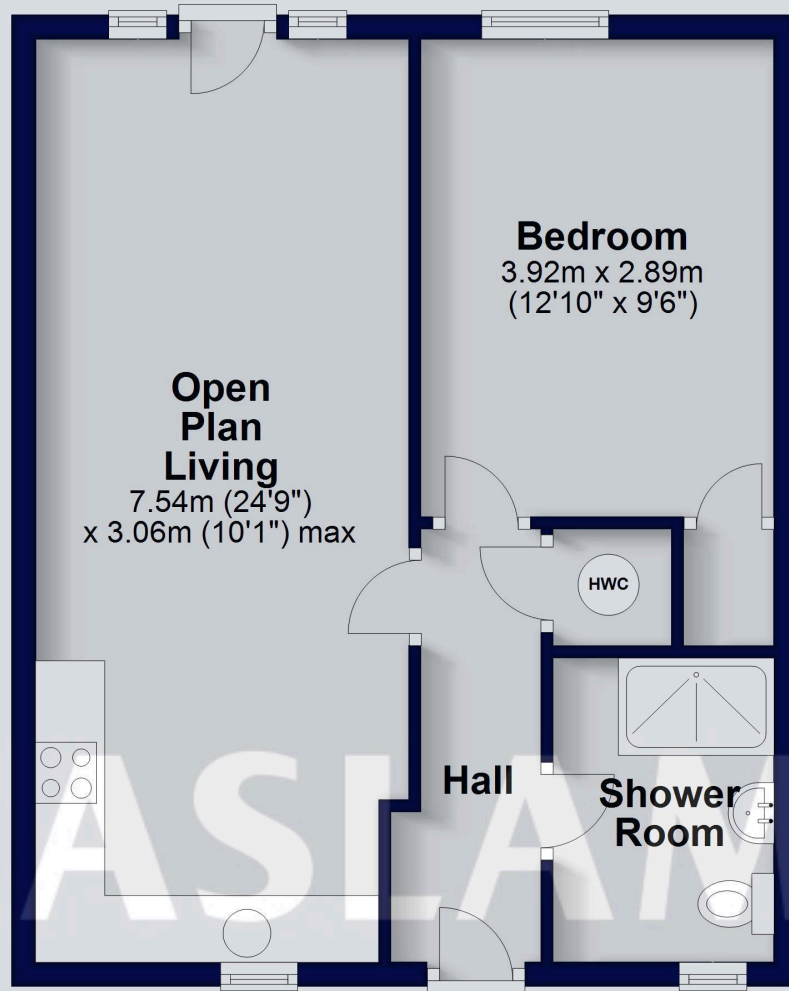 Bedroom
3.92m x 2.89m
(12'10" x 9'6")
Open
Plan
Living
7.54m (24'9")
x 3.06m (10'1") max
HWC
Hall
Shower
Room
ASLAM